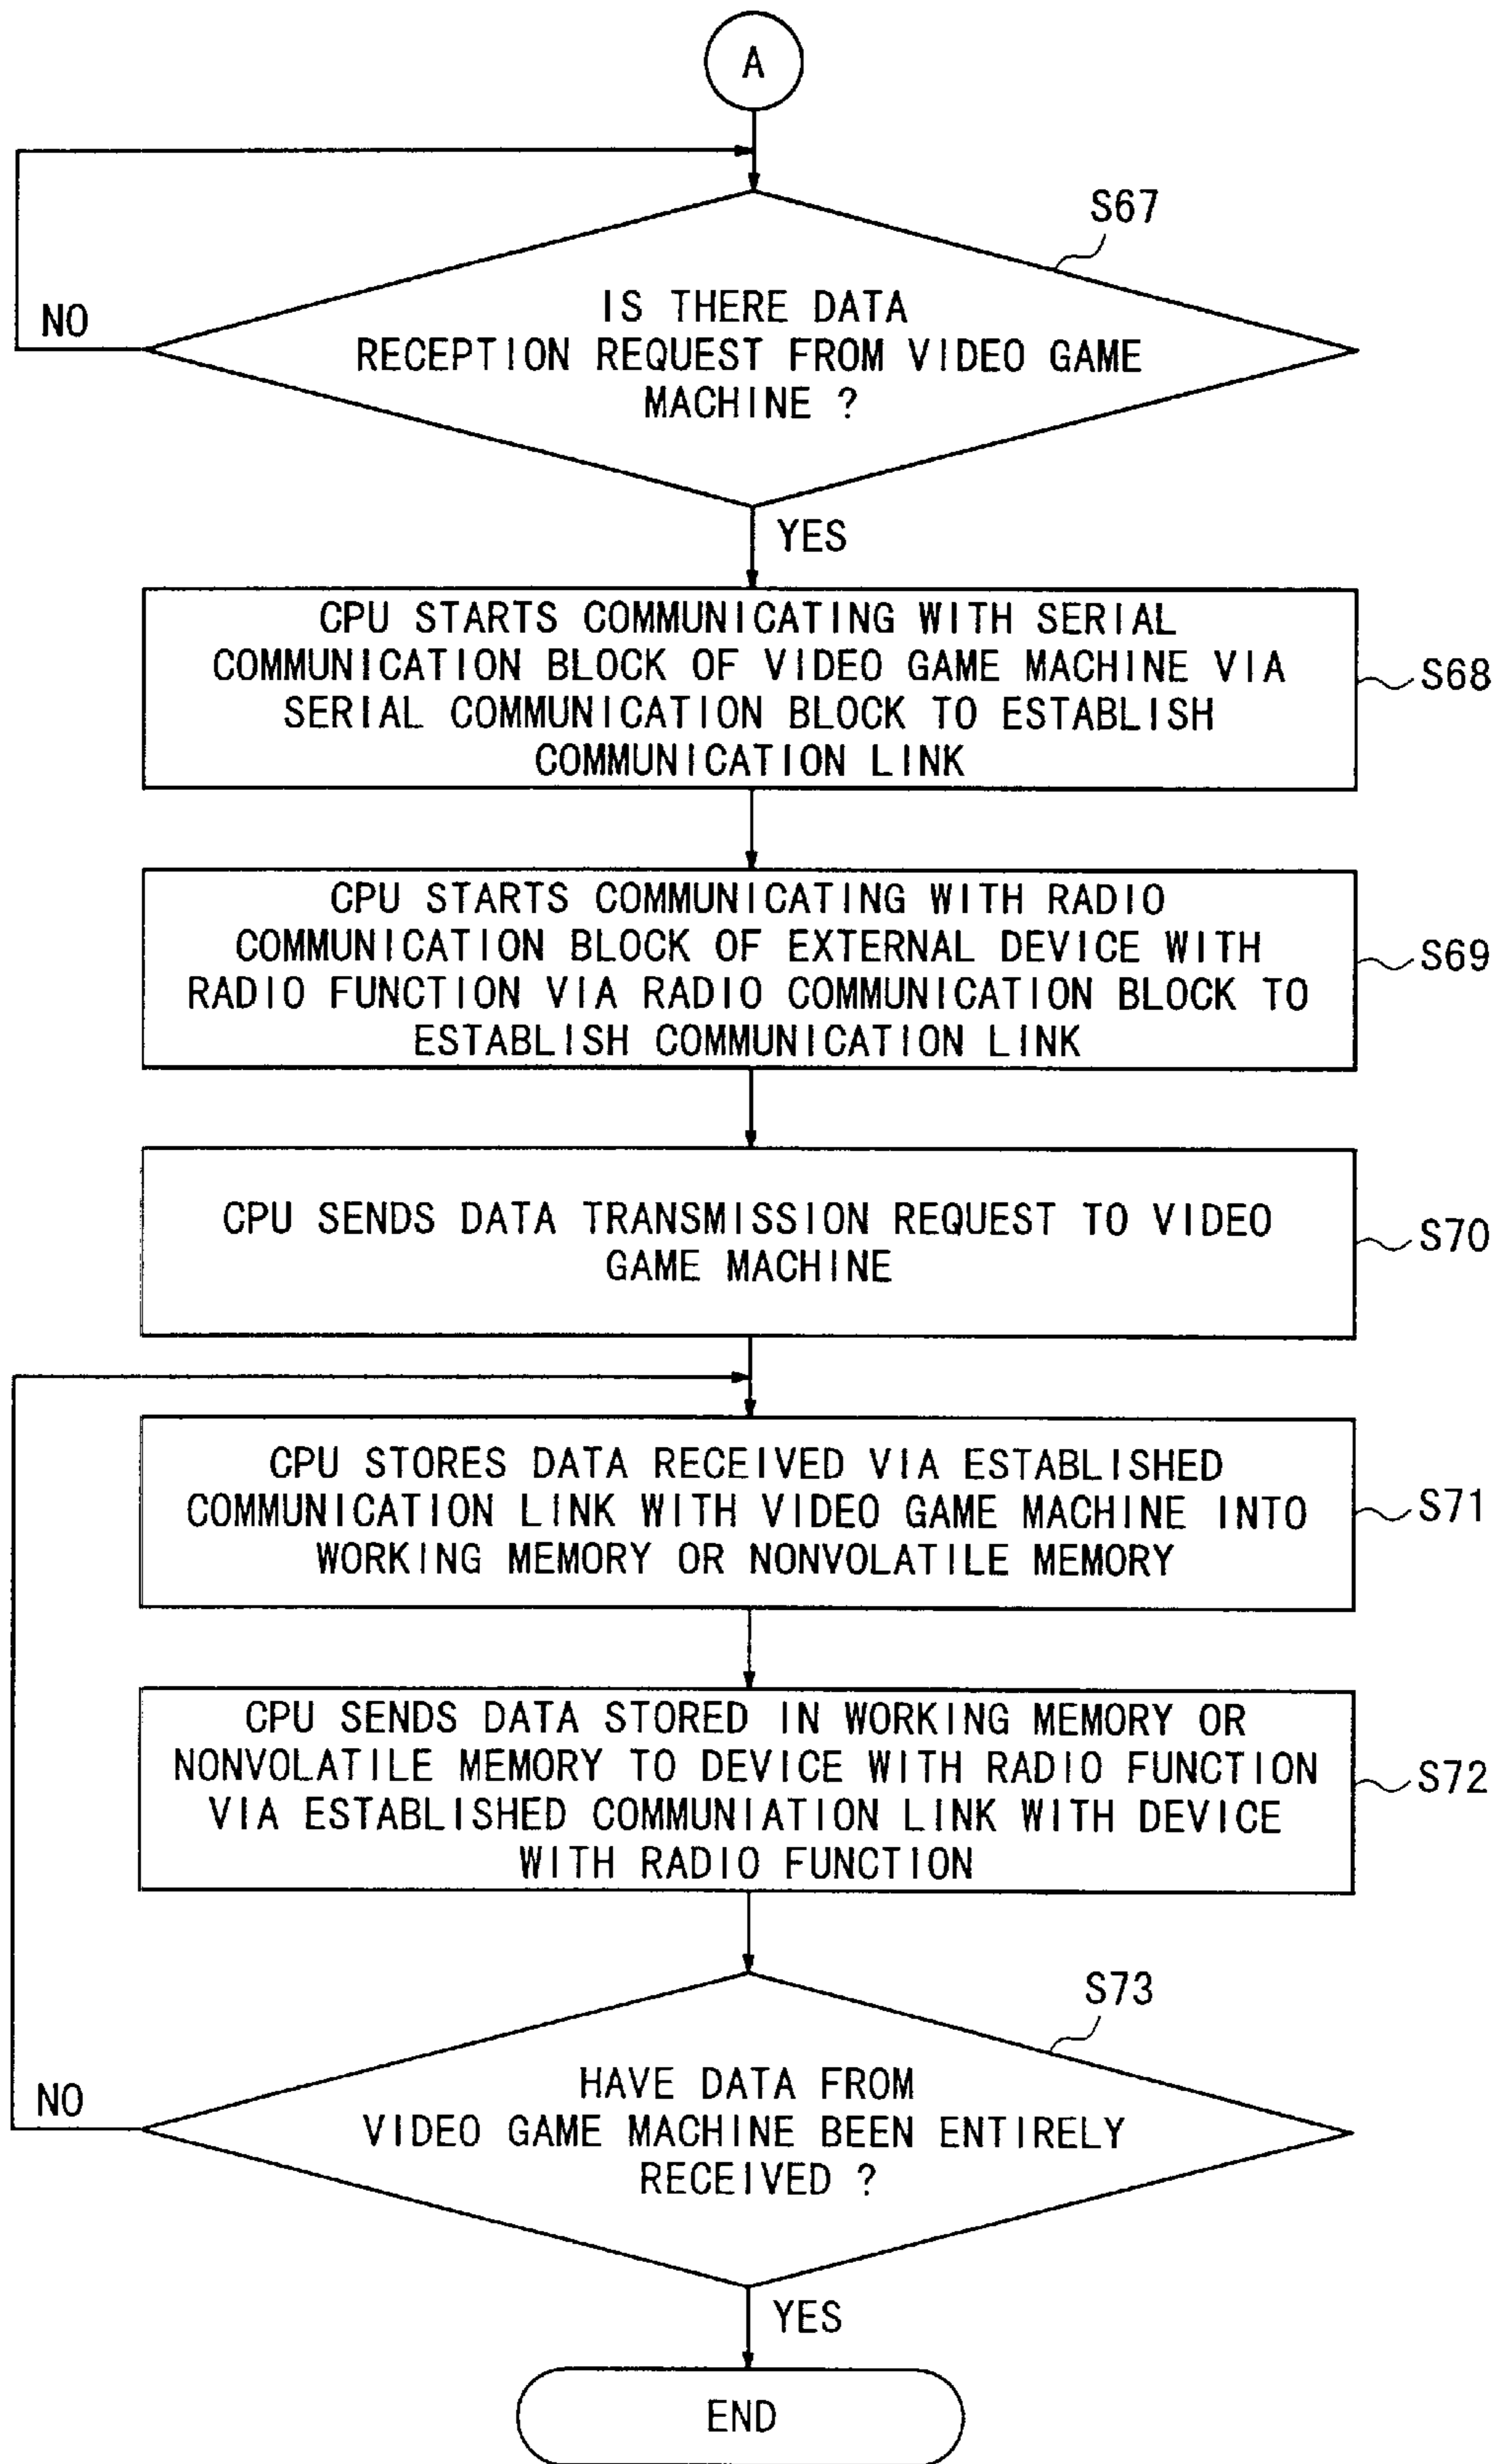 A
S67
IS THERE DATA
RECEPTION REQUEST FROM VIDEO GAME
MACHINE ?
NO
YES
CPU STARTS COMMUNICATING WITH SERIAL
COMMUNICATION BLOCK OF VIDEO GAME MACHINE VIA
SERIAL COMMUNICATION BLOCK TO ESTABLISH
COMMUNICATION LINK
S68
CPU STARTS COMMUNICATING WITH RADIO
COMMUNICATION BLOCK OF EXTERNAL DEVICE WITH
RADIO FUNCTION VIA RADIO COMMUNICATION BLOCK TO
ESTABLISH COMMUNICATION LINK
S69
CPU SENDS DATA TRANSMISSION REQUEST TO VIDEO
GAME MACHINE
S70
CPU STORES DATA RECEIVED VIA ESTABLISHED
COMMUNICATION LINK WITH VIDEO GAME MACHINE INTO
WORKING MEMORY OR NONVOLATILE MEMORY
S71
CPU SENDS DATA STORED IN WORKING MEMORY OR
NONVOLATILE MEMORY TO DEVICE WITH RADIO FUNCTION
VIA ESTABLISHED COMMUNIATION LINK WITH DEVICE
WITH RADIO FUNCTION
S72
S73
HAVE DATA FROM
VIDEO GAME MACHINE BEEN ENTIRELY
RECEIVED ?
NO
YES
END